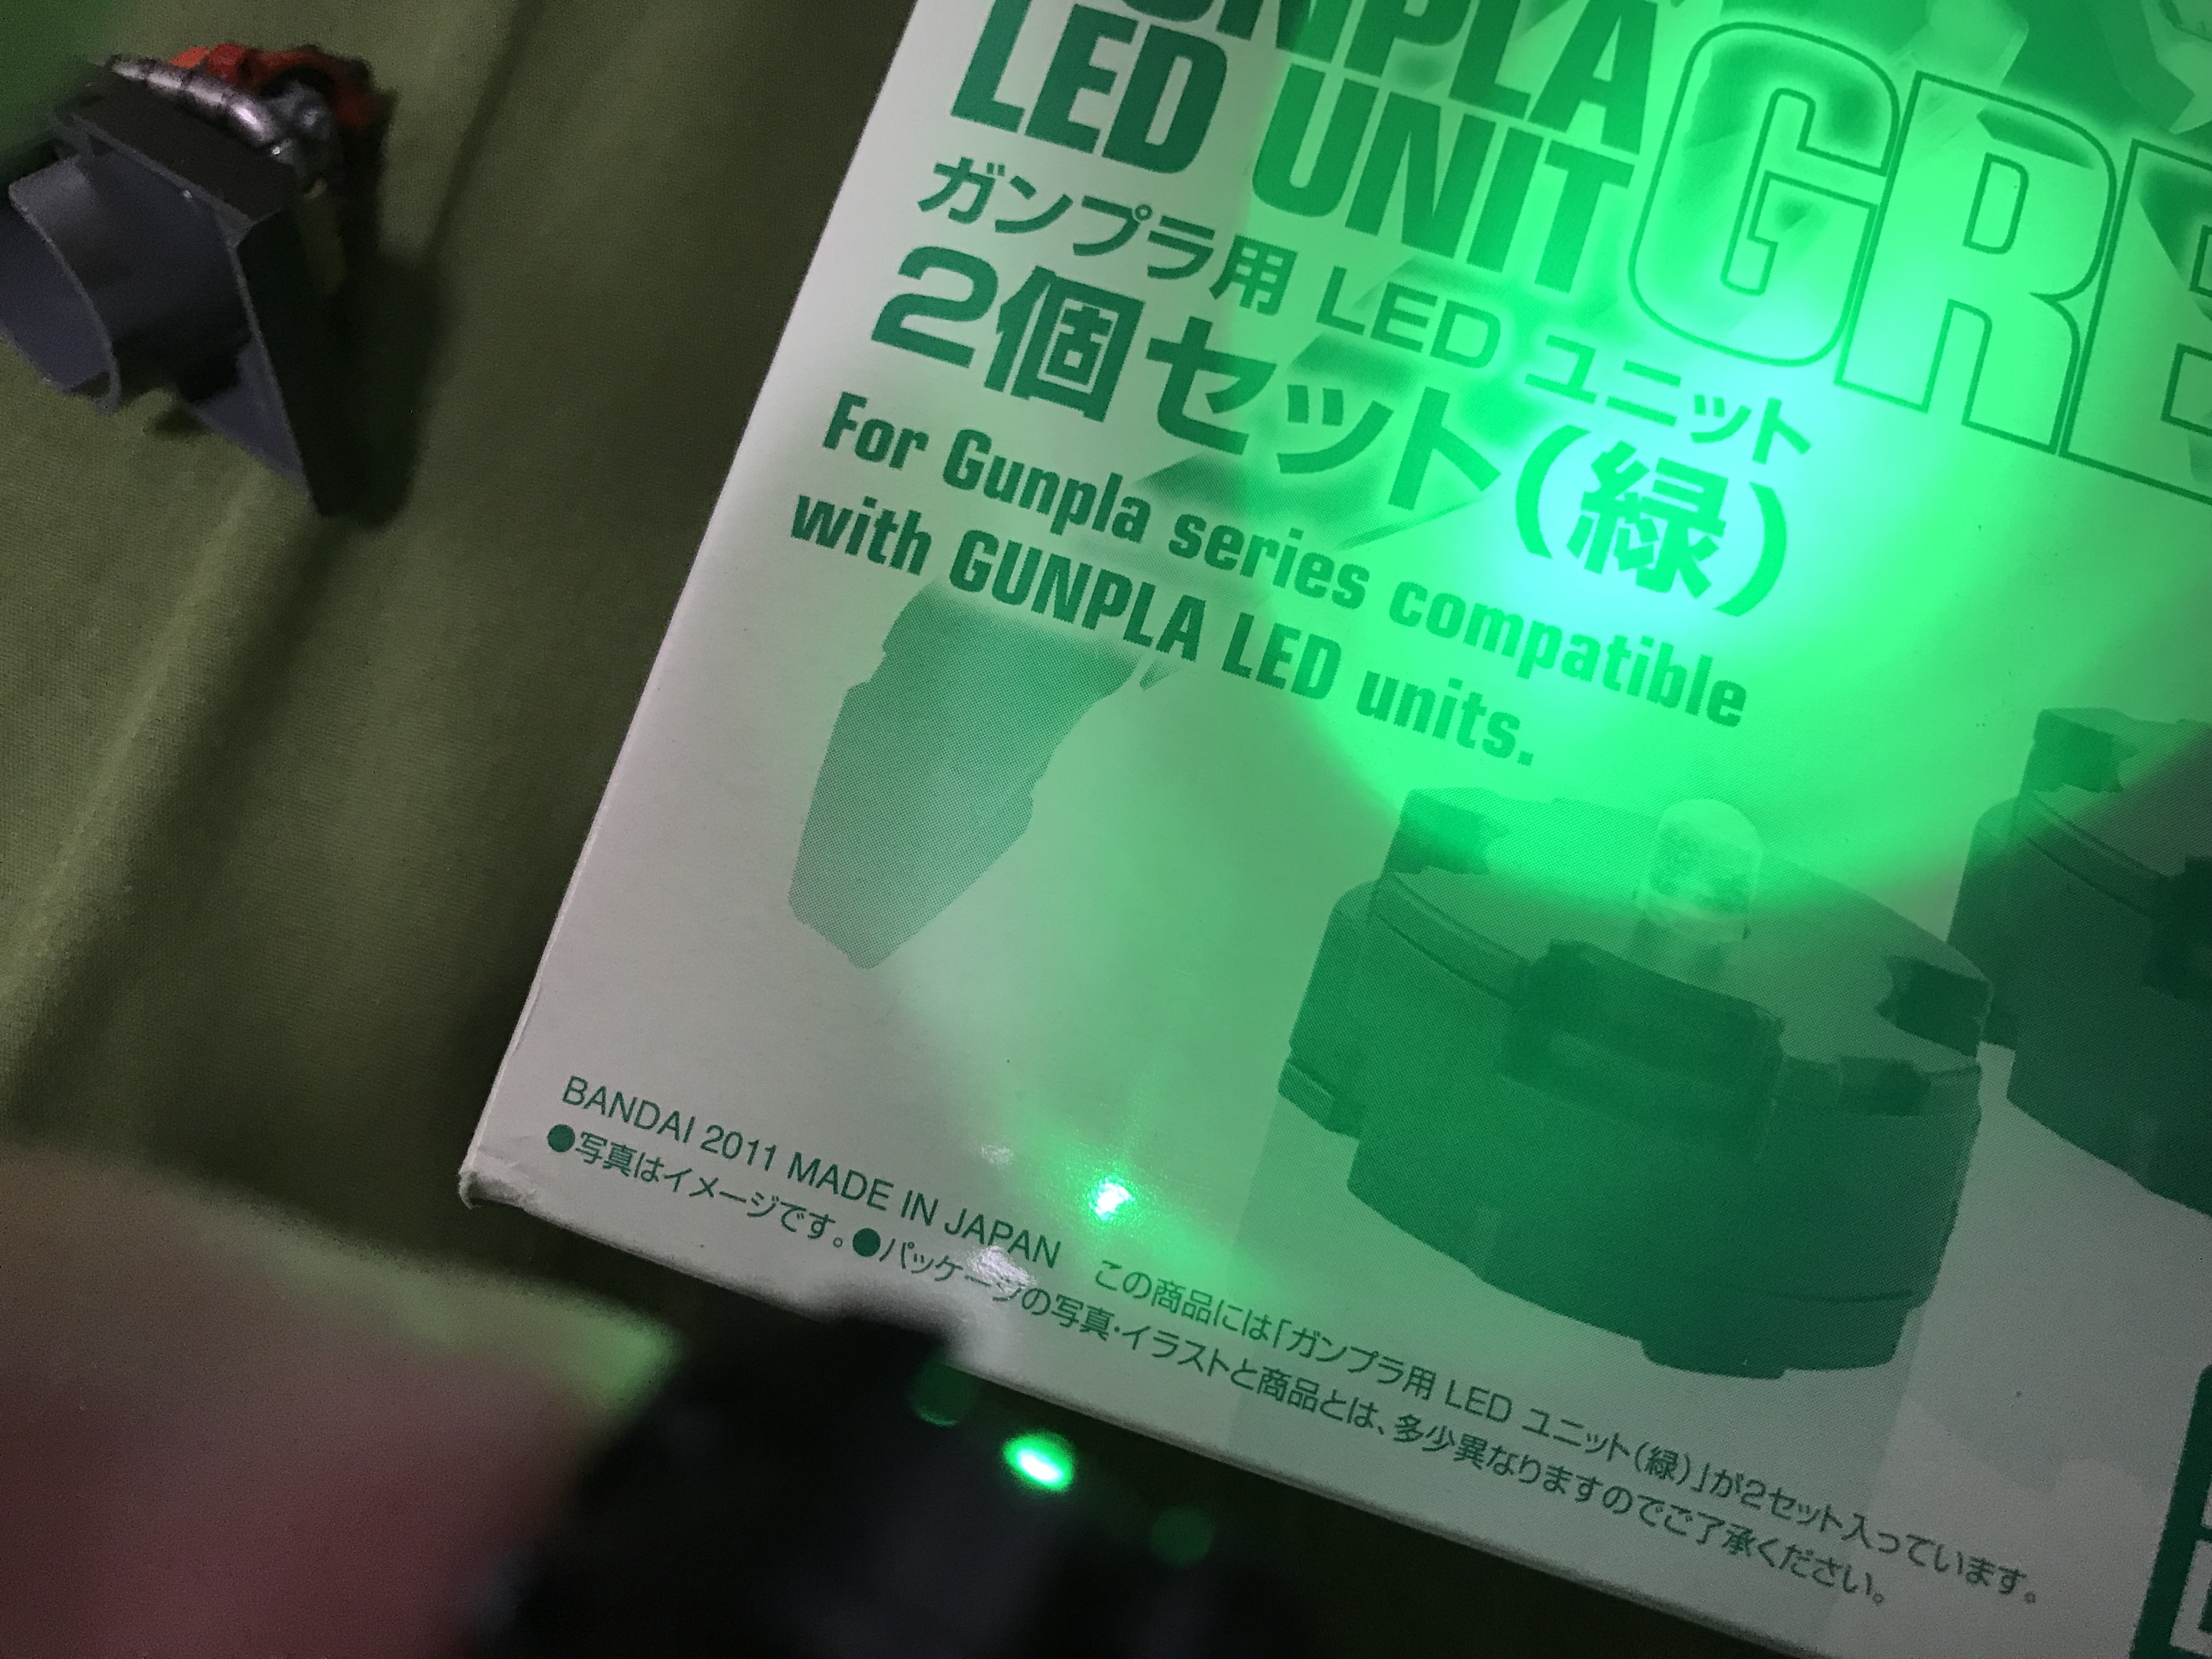 GUNPLA
LED UNIT
ガンプラ用 LED ユニット
2個セット(緑)
For Gunpla series compatible
with GUNPLA LED units.
BANDAI 2011 MADE IN JAPAN この商品には「ガンプラ用 LED ユニット(緑)」が2セット入っています。
●写真はイメージです。●パッケージの写真・イラストと商品とは、多少異なりますのでご了承ください。